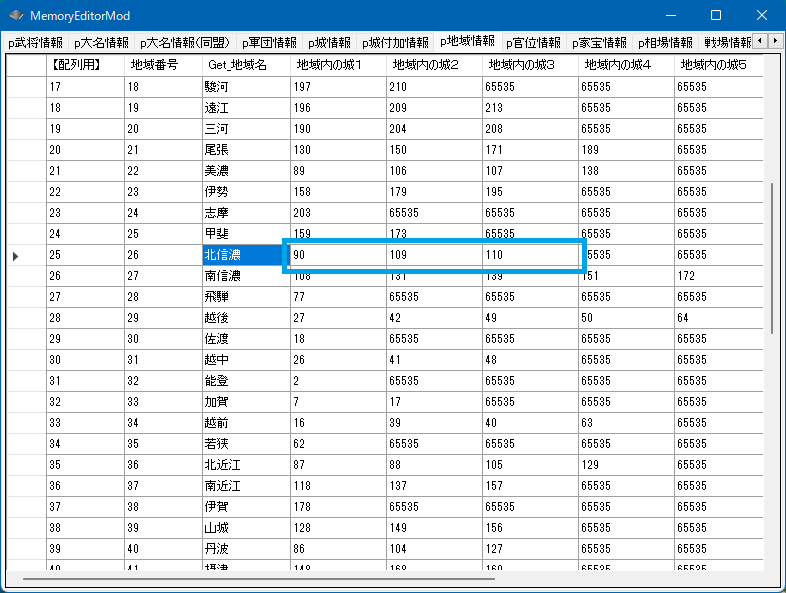 MemoryEditorMod
p武将情報 p大名情報 p大名情報(同盟) p軍団情報 p城情報 p城付加情報 p地域情報 p官位情報 p家宝情報 p相場情報 戦場情報
【配列用】 地域番号 Get_地域名 地域内の城1 地域内の城2 地域内の城3 地域内の城4 地域内の城5
17 18 駿河 197 210 65535 65535 65535
18 19 遠江 196 209 213 65535 65535
19 20 三河 190 204 208 65535 65535
20 21 尾張 130 150 171 189 65535
21 22 美濃 89 106 107 138 65535
22 23 伊勢 158 179 195 65535 65535
23 24 志摩 203 65535 65535 65535 65535
24 25 甲斐 159 173 65535 65535 65535
25 26 北信濃 90 109 110 65535 65535
26 27 南信濃 108 131 139 151 172
27 28 飛騨 77 65535 65535 65535 65535
28 29 越後 27 42 49 50 64
29 30 佐渡 18 65535 65535 65535 65535
30 31 越中 26 41 48 65535 65535
31 32 能登 2 65535 65535 65535 65535
32 33 加賀 7 17 65535 65535 65535
33 34 越前 16 39 40 63 65535
34 35 若狭 62 65535 65535 65535 65535
35 36 北近江 87 88 105 129 65535
36 37 南近江 118 137 157 65535 65535
37 38 伊賀 178 65535 65535 65535 65535
38 39 山城 128 149 156 65535 65535
39 40 丹波 86 104 127 65535 65535
40 41 摂津 148 168 160 65535 65535